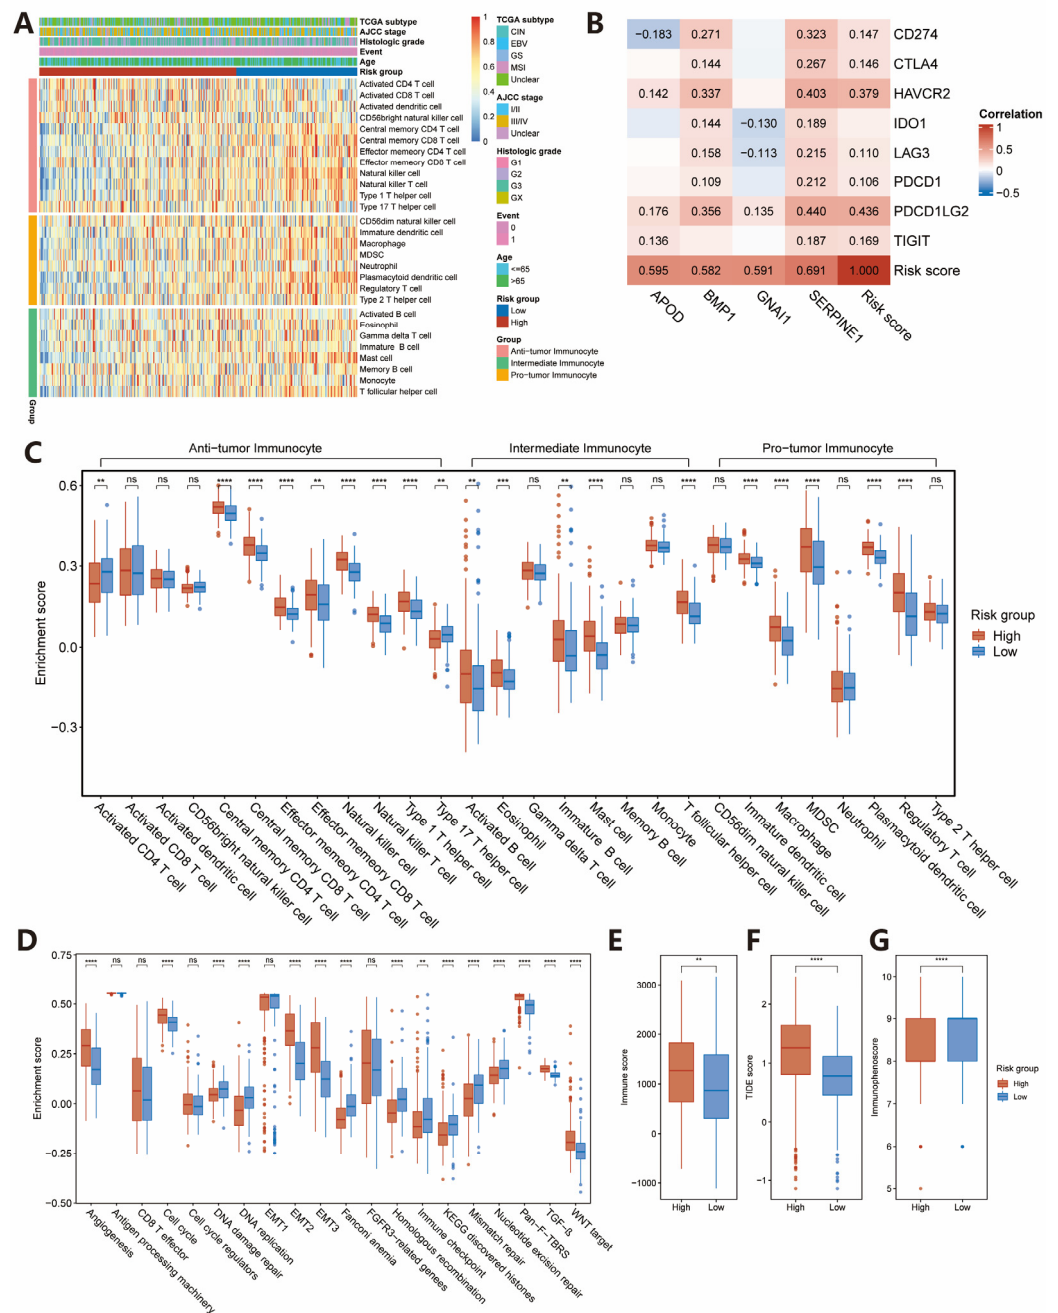 A
TCGA subtype
AJCC stage
Histologic grade
Event
Age
Risk group
Activated CD4 T cell
Activated CD8 T cell
Activated dendritic cell
CD56bright natural killer cell
Central memory CD4 T cell
Central memory CD8 T cell
Effector memeory CD4 T cell
Effector memeory CD8 T cell
Natural killer cell
Natural killer T cell
Type 1 T helper cell
Type 17 T helper cell
CD56dim natural killer cell
Immature dendritic cell
Macrophage
MDSC
Neutrophil
Plasmacytoid dendritic cell
Regulatory T cell
Type 2 T helper cell
Activated B cell
Eosinophil
Gamma delta T cell
Immature B cell
Mast cell
Memory B cell
Monocyte
T follicular helper cell
Group
1
0.8
0.6
0.4
0.2
0
TCGA subtype
CIN
EBV
GS
MSI
Unclear
AJCC stage
I/II
III/IV
Unclear
Histologic grade
G1
G2
G3
GX
Event
0
1
Age
<=65
>65
Risk group
Low
High
Group
Anti-tumor Immunocyte
Intermediate Immunocyte
Pro-tumor Immunocyte
B
−0.183 0.271 0.323 0.147 CD274
0.144 0.267 0.146 CTLA4
0.142 0.337 0.403 0.379 HAVCR2
0.144 −0.130 0.189 IDO1
0.158 −0.113 0.215 0.110 LAG3
0.109 0.212 0.106 PDCD1
0.176 0.356 0.135 0.440 0.436 PDCD1LG2
0.136 0.187 0.169 TIGIT
0.595 0.582 0.591 0.691 1.000 Risk score
APOD BMP1 GNAI1 SERPINE1 Risk score
Correlation
1
0.5
0
−0.5
C
Anti−tumor Immunocyte Intermediate Immunocyte Pro−tumor Immunocyte
** ns ns ns **** **** **** ** **** **** **** ** ** *** ns ** **** ns ns **** ns **** **** **** ns **** **** ns
0.6
0.3
0.0
−0.3
Enrichment score
Risk group
High
Low
Activated CD4 T cell
Activated CD8 T cell
Activated dendritic cell
CD56bright natural killer cell
Central memory CD4 T cell
Central memory CD8 T cell
Effector memeory CD4 T cell
Effector memeory CD8 T cell
Natural killer cell
Natural killer T cell
Type 1 T helper cell
Type 17 T helper cell
Activated B cell
Eosinophil
Gamma delta T cell
Immature B cell
Mast cell
Memory B cell
Monocyte
T follicular helper cell
CD56dim natural killer cell
Immature dendritic cell
Macrophage
MDSC
Neutrophil
Plasmacytoid dendritic cell
Regulatory T cell
Type 2 T helper cell
D
**** ns ns **** ns **** **** ns **** **** **** ns **** ** **** **** **** **** **** ****
0.75
0.50
0.25
0.00
−0.25
−0.50
Enrichment score
Angiogenesis
Antigen processing machinery
CD8 T effector
Cell cycle
Cell cycle regulators
DNA damage repair
DNA replication
EMT1
EMT2
EMT3
Fanconi anemia
FGFR3−related genees
Homologous recombination
Immune checkpoint
KEGG discovered histones
Mismatch repair
Nucleotide excision repair
Pan−F−TBRS
TGF−ß
WNT target
E
**
3000
2000
1000
0
−1000
Immune score
High Low
F
****
2
1
0
−1
TIDE score
High Low
G
****
10
9
8
7
6
5
Immunophenoscore
High Low
Risk group
High
Low